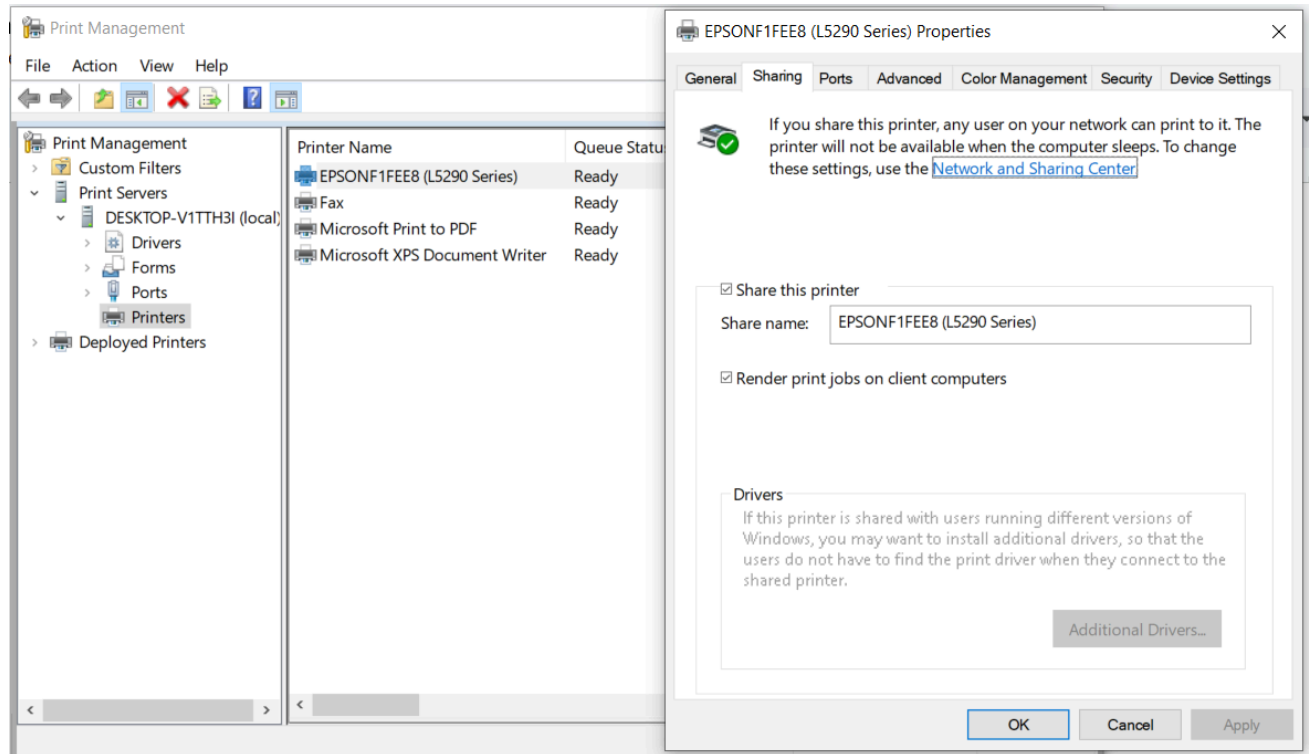 Print Management
File Action View Help
Print Management
Custom Filters
Print Servers
DESKTOP-V1TTH3I (local)
Drivers
Forms
Ports
Printers
Deployed Printers
Printer Name Queue Statu
EPSONF1FEE8 (L5290 Series) Ready
Fax Ready
Microsoft Print to PDF Ready
Microsoft XPS Document Writer Ready
EPSONF1FEE8 (L5290 Series) Properties
General Sharing Ports Advanced Color Management Security Device Settings
If you share this printer, any user on your network can print to it. The
printer will not be available when the computer sleeps. To change
these settings, use the Network and Sharing Center.
Share this printer
Share name: EPSONF1FEE8 (L5290 Series)
Render print jobs on client computers
Drivers
If this printer is shared with users running different versions of
Windows, you may want to install additional drivers, so that the
users do not have to find the print driver when they connect to the
shared printer.
Additional Drivers...
OK Cancel Apply